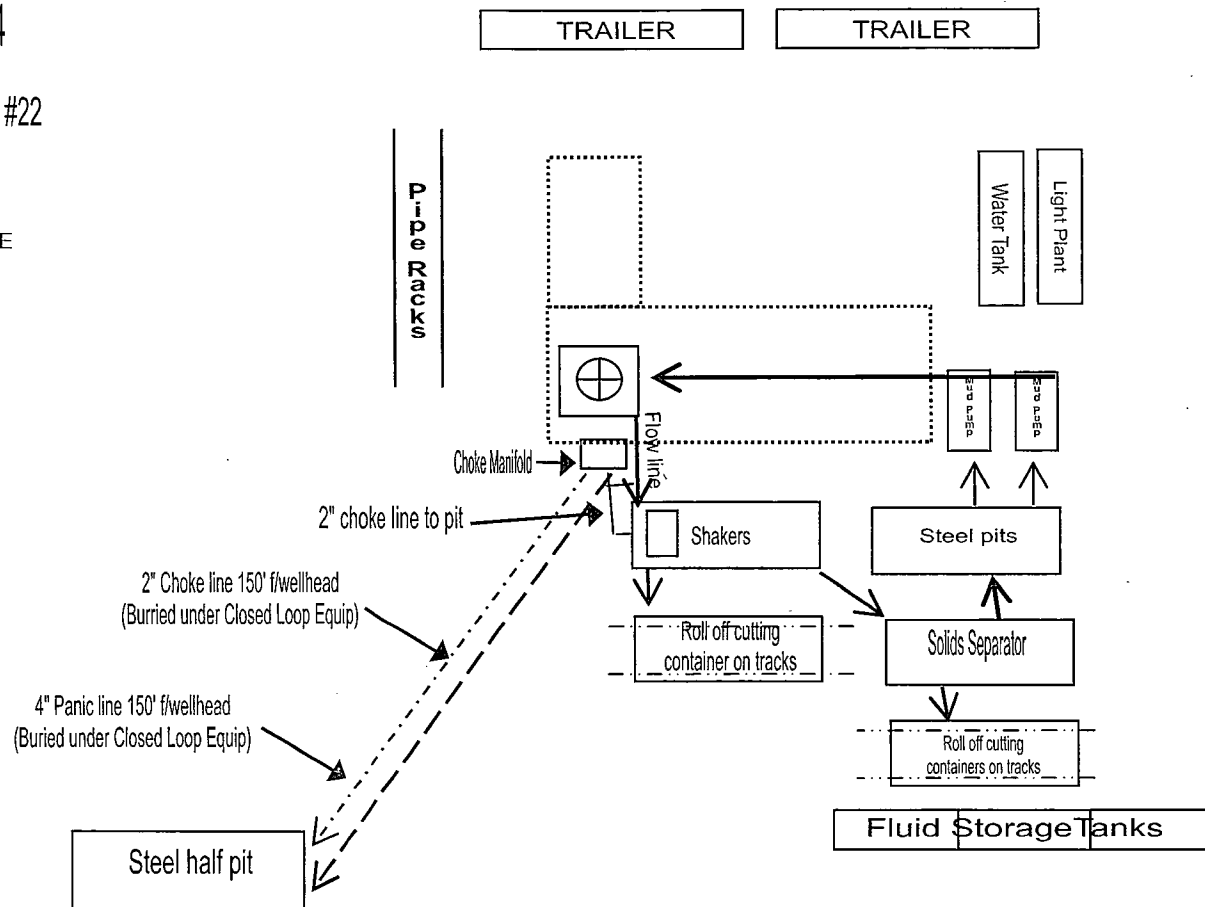 4
TRAILER
TRAILER
#22
E
Pipe Racks
Water Tank
Light Plant
Mud Pump
Mud Pump
Flow line
Choke Manifold
2" choke line to pit
Shakers
Steel pits
2" Choke line 150' f/wellhead
(Burried under Closed Loop Equip)
Roll off cutting
container on tracks
Solids Separator
4" Panic line 150' f/wellhead
(Buried under Closed Loop Equip)
Roll off cutting
containers on tracks
Fluid StorageTanks
Steel half pit